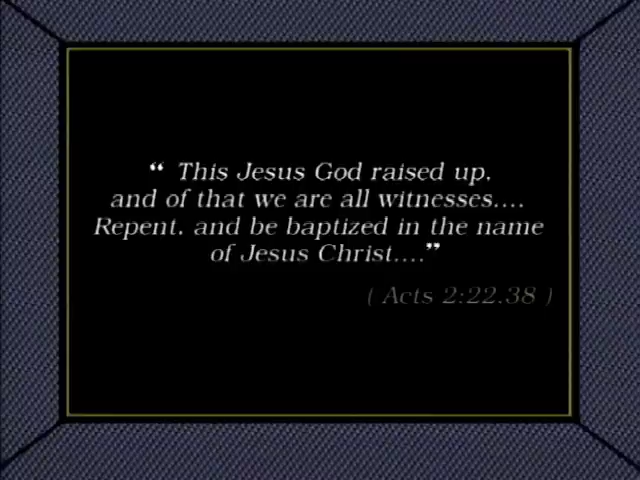 “ This Jesus God raised up,
and of that we are all witnesses....
Repent. and be baptized in the name
of Jesus Christ....”
( Acts 2:22.38 )